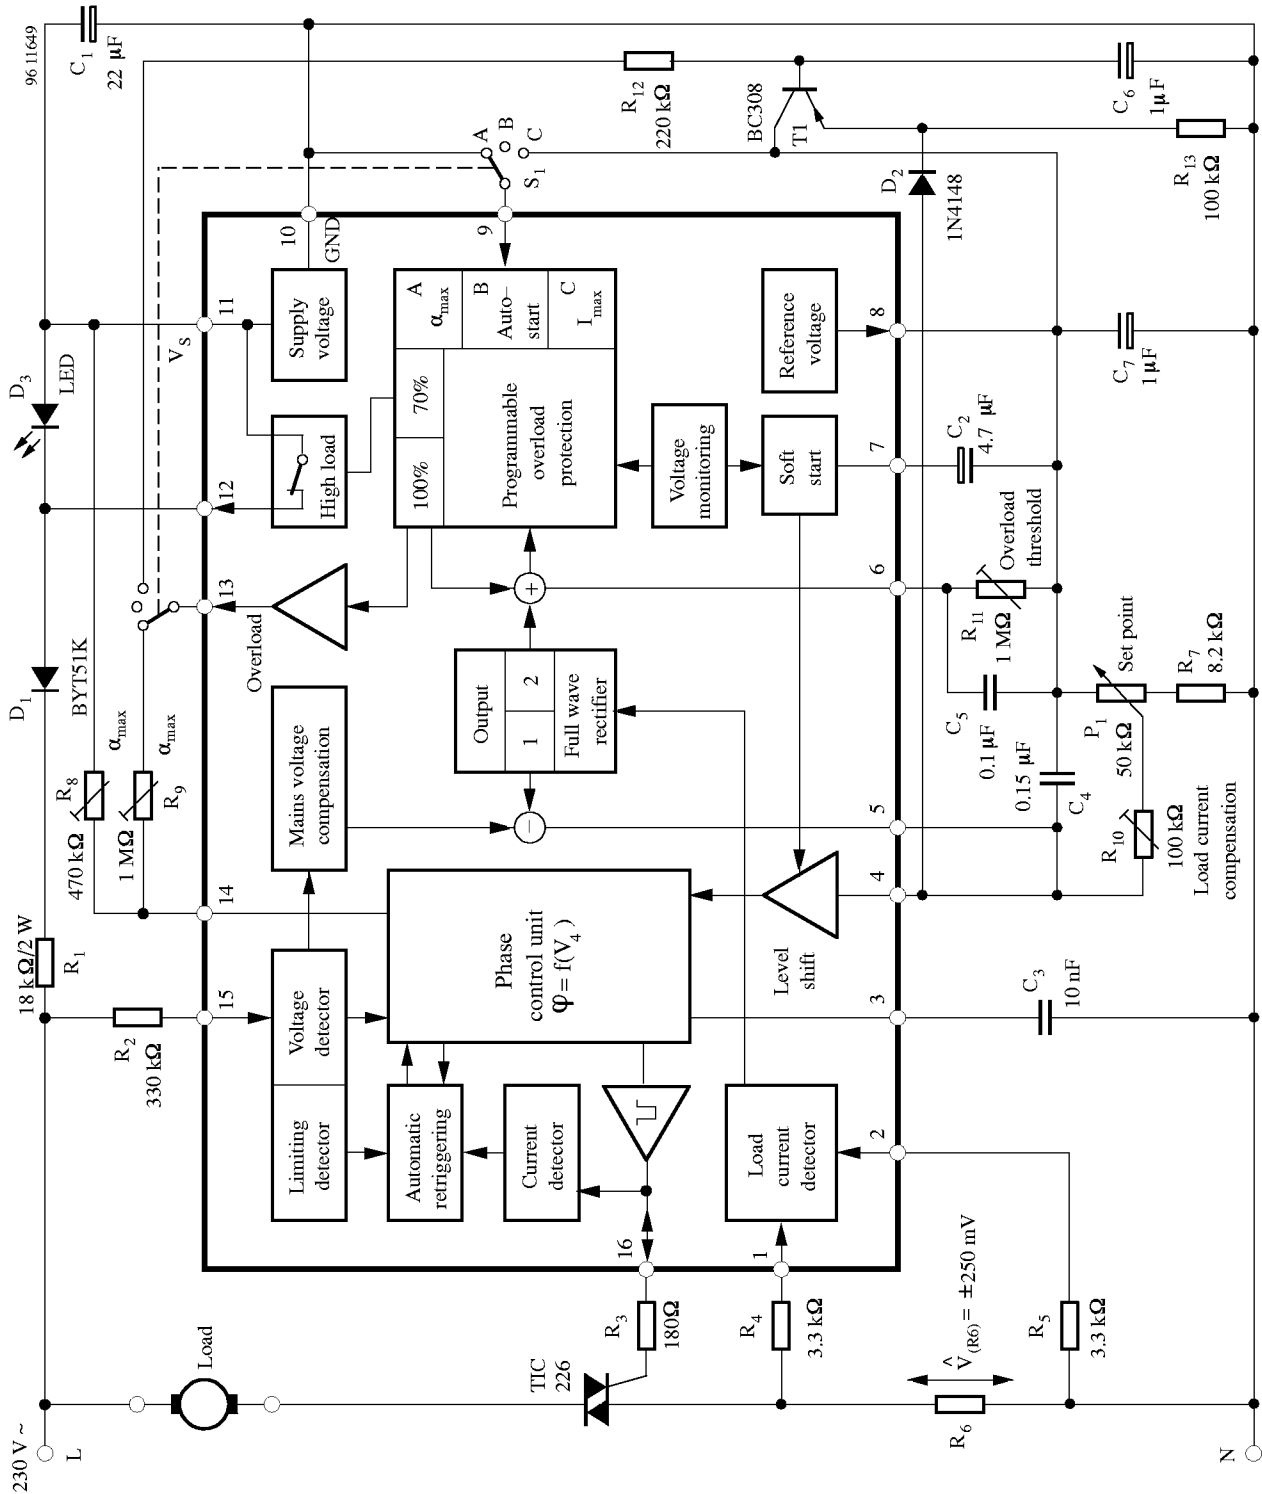 230 V ~
L
Load
18 k Ω/2 W
R1
D1
BYT51K
D3
LED
96 11649
C1
22 μF
R2
330 kΩ
R8
470 kΩ
αmax
R9
1 MΩ
αmax
VS
15
14
13
12
11
10
GND
9
A
B
C
S1
R12
220 kΩ
BC308
T1
C6
1μF
D2
1N4148
R13
100 kΩ
Limiting
detector
Voltage
detector
Mains voltage
compensation
Overload
High load
Supply
voltage
Automatic
retriggering
Current
detector
Phase
control unit
φ = f(V4)
Output
1
2
Full wave
rectifier
100%
70%
A
αmax
B
Auto–
start
C
Imax
Programmable
overload
protection
Voltage
monitoring
Soft
start
Reference
voltage
Level
shift
Load
current
detector
+
−
16
1
2
3
4
5
6
7
8
TIC
226
R3
180Ω
R4
3.3 kΩ
R6
V̂(R6) = ±250 mV
R5
3.3 kΩ
C3
10 nF
R10
100 kΩ
Load current
compensation
C4
0.15 μF
P1
50 kΩ
Set point
R7
8.2 kΩ
C5
0.1 μF
R11
1 MΩ
Overload
threshold
C2
4.7 μF
C7
1μF
N